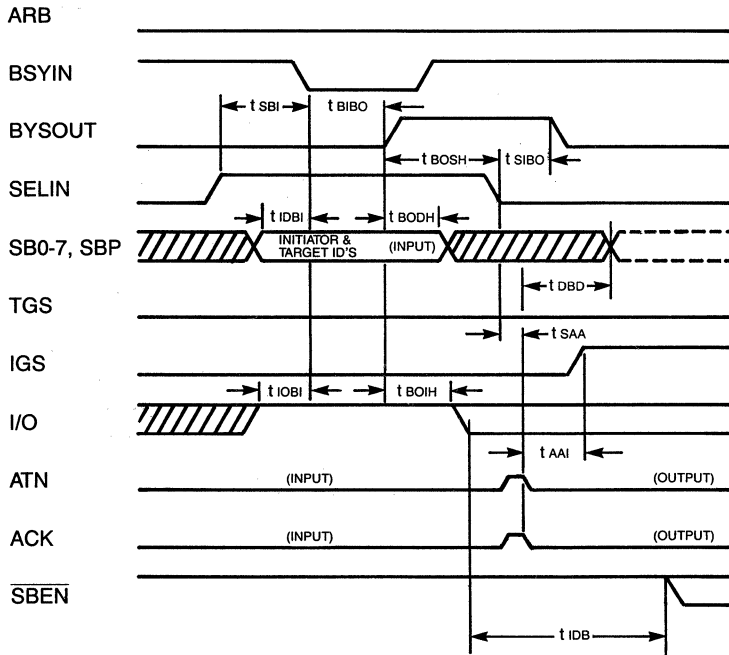 ARB
BSYIN
t SBI
t BIBO
BYSOUT
t BOSH
t SIBO
SELIN
t IDBI
t BODH
SB0-7, SBP
INITIATOR & TARGET ID'S
(INPUT)
t DBD
TGS
t SAA
IGS
t IOBI
t BOIH
I/O
t AAI
ATN
(INPUT)
(OUTPUT)
ACK
(INPUT)
(OUTPUT)
SBEN
t IDB